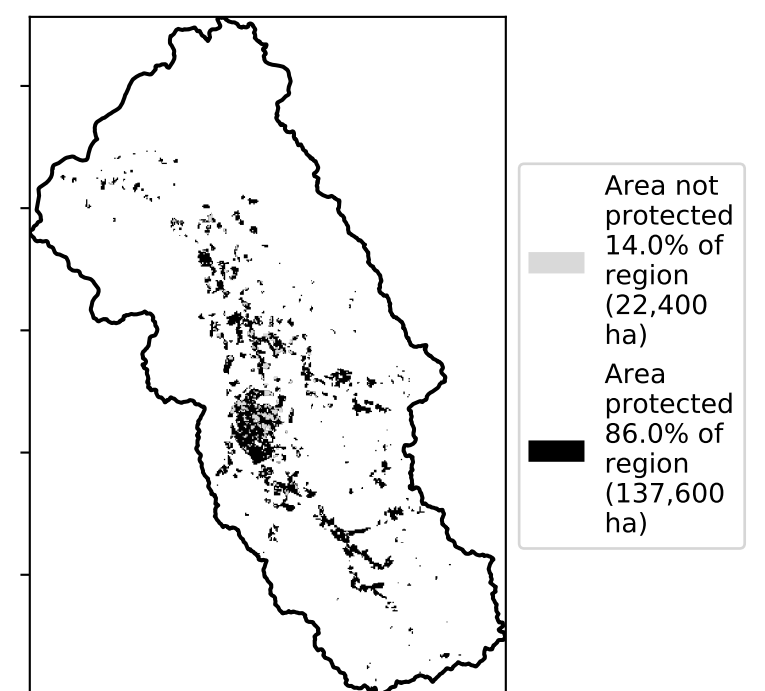 Area not
protected
14.0% of
region
(22,400
ha)
Area
protected
86.0% of
region
(137,600
ha)